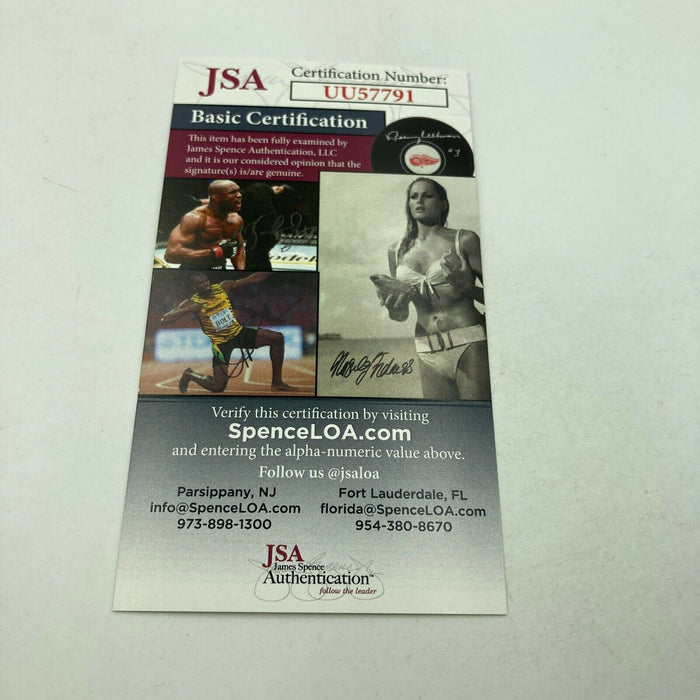 JSA
Certification Number:
UU57791
Basic Certification
This item has been fully examined by
James Spence Authentication, LLC
and it is our considered opinion that the
signature(s) is/are genuine.
#7
BOLT
Verify this certification by visiting
SpenceLOA.com
and entering the alpha-numeric value above.
Follow us @jsaloa
Parsippany, NJ
info@SpenceLOA.com
973-898-1300
Fort Lauderdale, FL
florida@SpenceLOA.com
954-380-8670
JSA
James Spence
Authentication™
follow the leader